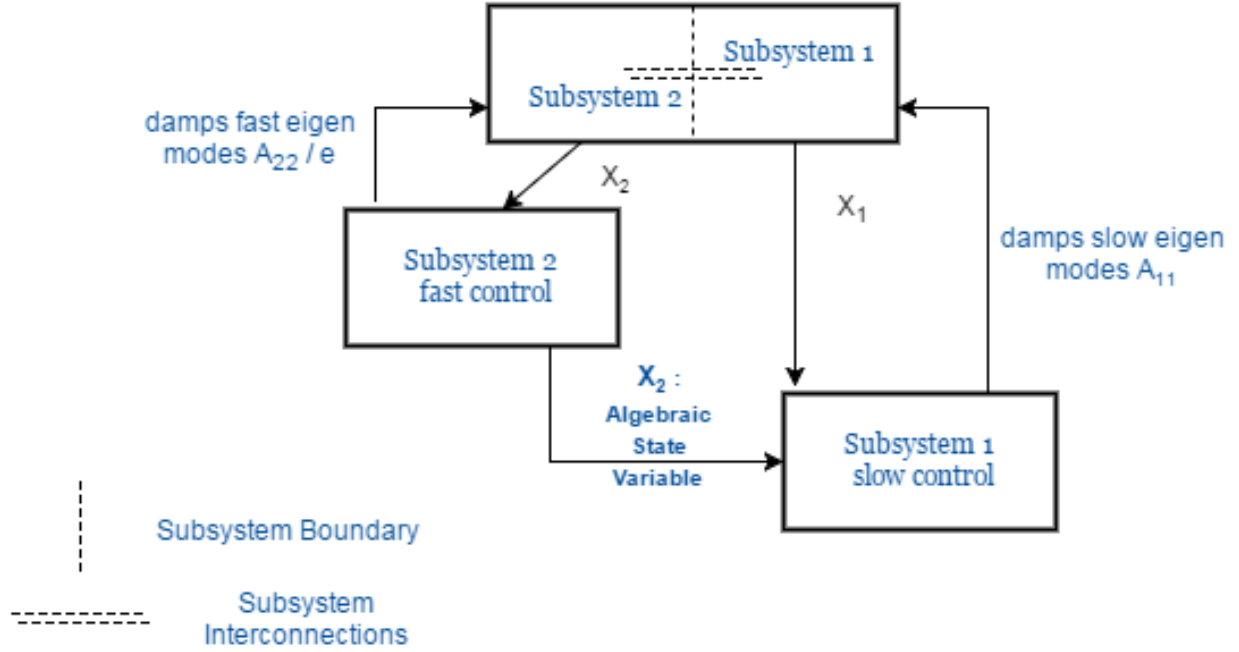 Subsystem 1
Subsystem 2
damps fast eigen
modes A₂₂ / e
X₂
X₁
Subsystem 2
fast control
damps slow eigen
modes A₁₁
X₂ :
Algebraic
State
Variable
Subsystem 1
slow control
Subsystem Boundary
Subsystem
Interconnections